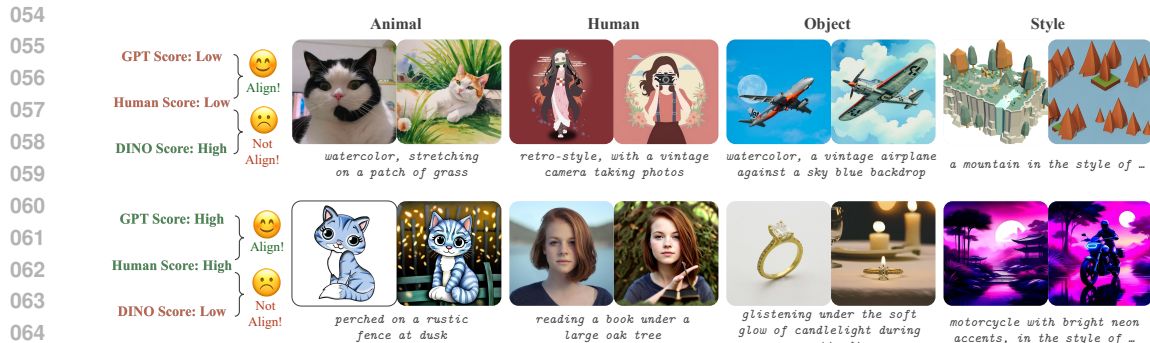 054
055
056
057
058
059
060
061
062
063
064
Animal
Human
Object
Style
GPT Score: Low
Human Score: Low
DINO Score: High
Align!
Not
Align!
watercolor, stretching
on a patch of grass
retro-style, with a vintage
camera taking photos
watercolor, a vintage airplane
against a sky blue backdrop
a mountain in the style of …
GPT Score: High
Human Score: High
DINO Score: Low
Align!
Not
Align!
perched on a rustic
fence at dusk
reading a book under a
large oak tree
glistening under the soft
glow of candlelight during
motorcycle with bright neon
accents, in the style of …